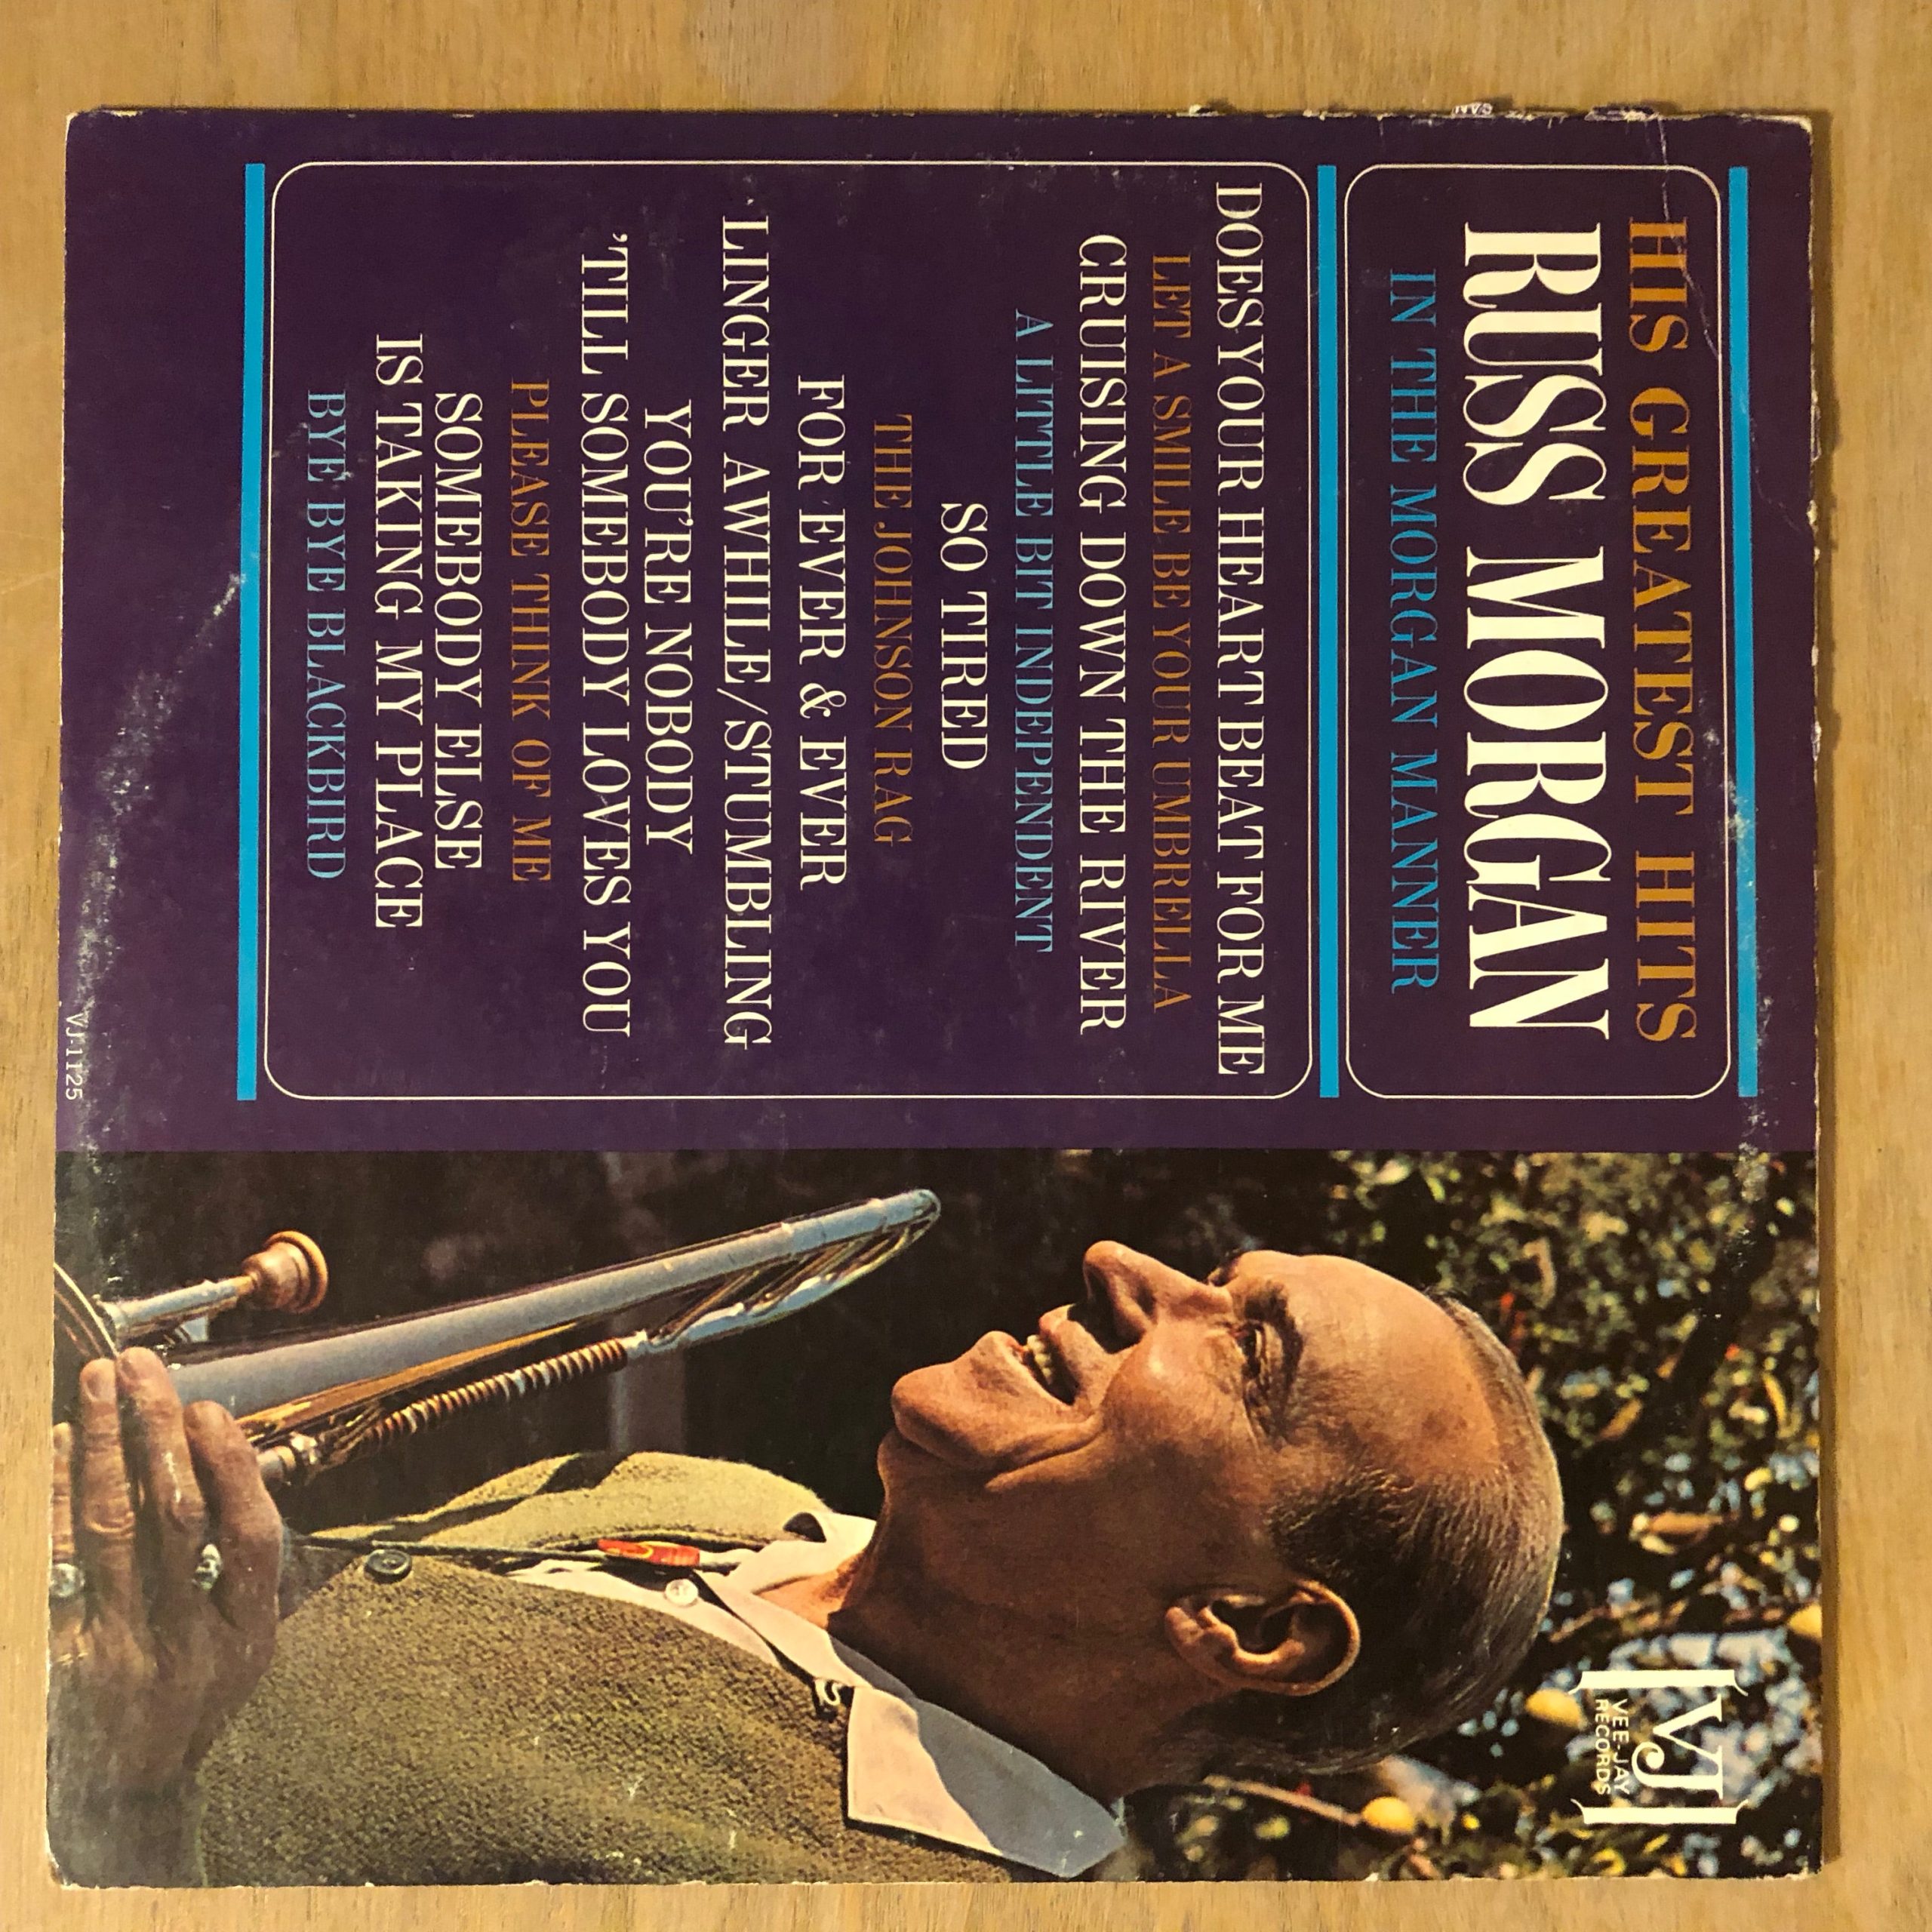 HIS GREATEST HITS
RUSS MORGAN
IN THE MORGAN MANNER
DOES YOUR HEART BEAT FOR ME
LET A SMILE BE YOUR UMBRELLA
CRUISING DOWN THE RIVER
A LITTLE BIT INDEPENDENT
SO TIRED
THE JOHNSON RAG
FOR EVER & EVER
LINGER AWHILE/STUMBLING
YOU'RE NOBODY
'TILL SOMEBODY LOVES YOU
PLEASE THINK OF ME
SOMEBODY ELSE
IS TAKING MY PLACE
BYE BYE BLACKBIRD
VJ-1125
VJ
VEE-JAY
RECORDS